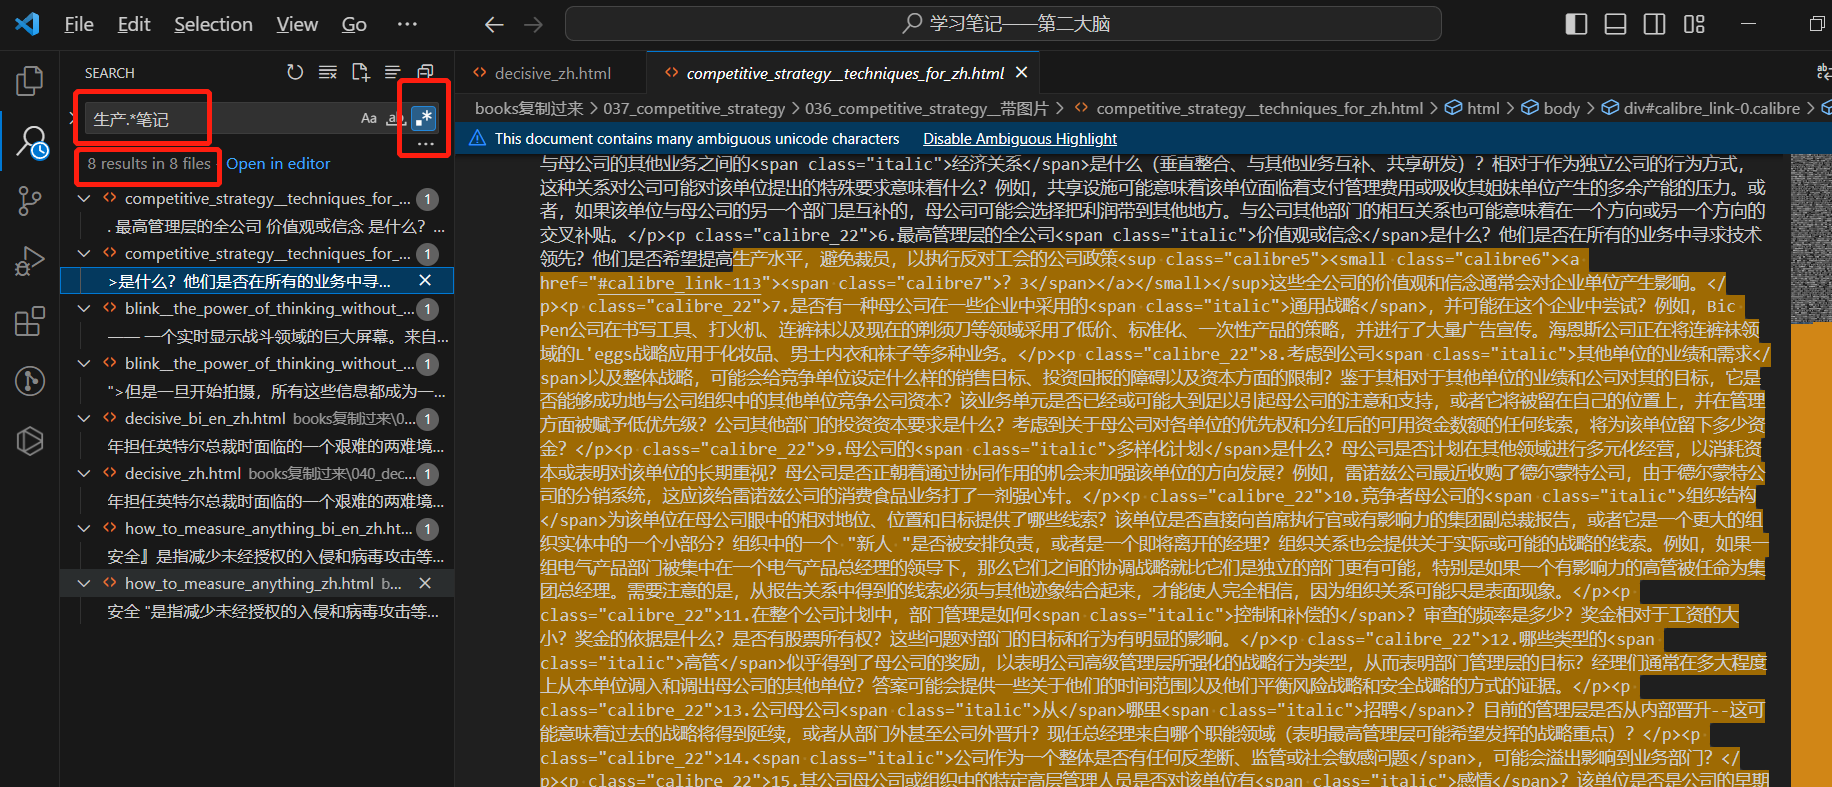 File Edit Selection View Go ···
学习笔记——第二大脑
SEARCH
生产.*笔记
Aa ab .*
···
8 results in 8 files - Open in editor
competitive_strategy__techniques_for_... 1
. 最高管理层的全公司 价值观或信念 是什么？...
competitive_strategy__techniques_for_... 1
>是什么？他们是否在所有的业务中寻...
blink__the_power_of_thinking_without_... 1
—— 一个实时显示战斗领域的巨大屏幕。来自...
blink__the_power_of_thinking_without_... 1
">但是一旦开始拍摄，所有这些信息都成为一...
decisive_bi_en_zh.html books复制过来\0... 1
年担任英特尔总裁时面临的一个艰难的两难境...
decisive_zh.html books复制过来\040_dec... 1
年担任英特尔总裁时面临的一个艰难的两难境...
how_to_measure_anything_bi_en_zh.ht... 1
安全』是指减少未经授权的入侵和病毒攻击等...
how_to_measure_anything_zh.html b...
安全 "是指减少未经授权的入侵和病毒攻击等...
decisive_zh.html
competitive_strategy__techniques_for_zh.html
books复制过来 > 037_competitive_strategy > 036_competitive_strategy__带图片 > competitive_strategy__techniques_for_zh.html > html > body > div#calibre_link-0.calibre >
This document contains many ambiguous unicode characters Disable Ambiguous Highlight
与母公司的其他业务之间的<span class="italic">经济关系</span>是什么（垂直整合、与其他业务互补、共享研发）？相对于作为独立公司的行为方式，
这种关系对公司可能对该单位提出的特殊要求意味着什么？例如，共享设施可能意味着该单位面临着支付管理费用或吸收其姐妹单位产生的多余产能的压力。或
者，如果该单位与母公司的另一个部门是互补的，母公司可能会选择把利润带到其他地方。与公司其他部门的相互关系也可能意味着在一个方向或另一个方向的
交叉补贴。</p><p class="calibre_22">6.最高管理层的全公司<span class="italic">价值观或信念</span>是什么？他们是否在所有的业务中寻求技术
领先？他们是否希望提高生产水平，避免裁员，以执行反对工会的公司政策<sup class="calibre5"><small class="calibre6"><a
href="#calibre_link-113"><span class="calibre7">？3</span></a></small></sup>这些全公司的价值观和信念通常会对企业单位产生影响。</
p><p class="calibre_22">7.是否有一种母公司在一些企业中采用的<span class="italic">通用战略</span>，并可能在这个企业中尝试？例如，Bic
Pen公司在书写工具、打火机、连裤袜以及现在的剃须刀等领域采用了低价、标准化、一次性产品的策略，并进行了大量广告宣传。海恩斯公司正在将连裤袜领
域的L'eggs战略应用于化妆品、男士内衣和袜子等多种业务。</p><p class="calibre_22">8.考虑到公司<span class="italic">其他单位的业绩和需求</
span>以及整体战略，可能会给竞争单位设定什么样的销售目标、投资回报的障碍以及资本方面的限制？鉴于其相对于其他单位的业绩和公司对其的目标，它是
否能够成功地与公司组织中的其他单位竞争公司资本？该业务单元是否已经或可能大到足以引起母公司的注意和支持，或者它将被留在自己的位置上，并在管理
方面被赋予低优先级？公司其他部门的投资资本要求是什么？考虑到关于母公司对各单位的优先权和分红后的可用资金数额的任何线索，将为该单位留下多少资
金？</p><p class="calibre_22">9.母公司的<span class="italic">多样化计划</span>是什么？母公司是否计划在其他领域进行多元化经营，以消耗资
本或表明对该单位的长期重视？母公司是否正朝着通过协同作用的机会来加强该单位的方向发展？例如，雷诺兹公司最近收购了德尔蒙特公司，由于德尔蒙特公
司的分销系统，这应该给雷诺兹公司的消费食品业务打了一剂强心针。</p><p class="calibre_22">10.竞争者母公司的<span class="italic">组织结构
</span>为该单位在母公司眼中的相对地位、位置和目标提供了哪些线索？该单位是否直接向首席执行官或有影响力的集团副总裁报告，或者它是一个更大的组
织实体中的一个小部分？组织中的一个 "新人 "是否被安排负责，或者是一个即将离开的经理？组织关系也会提供关于实际或可能的战略的线索。例如，如果一
组电气产品部门被集中在一个电气产品总经理的领导下，那么它们之间的协调战略就比它们是独立的部门更有可能，特别是如果一个有影响力的高管被任命为集
团总经理。需要注意的是，从报告关系中得到的线索必须与其他迹象结合起来，才能使人完全相信，因为组织关系可能只是表面现象。</p><p
class="calibre_22">11.在整个公司计划中，部门管理是如何<span class="italic">控制和补偿的</span>？审查的频率是多少？奖金相对于工资的大
小？奖金的依据是什么？是否有股票所有权？这些问题对部门的目标和行为有明显的影响。</p><p class="calibre_22">12.哪些类型的<span
class="italic">高管</span>似乎得到了母公司的奖励，以表明公司高级管理层所强化的战略行为类型，从而表明部门管理层的目标？经理们通常在多大程度
上从本单位调入和调出母公司的其他单位？答案可能会提供一些关于他们的时间范围以及他们平衡风险战略和安全战略的方式的证据。</p><p
class="calibre_22">13.公司母公司<span class="italic">从</span>哪里<span class="italic">招聘</span>？目前的管理层是否从内部晋升--这可
能意味着过去的战略将得到延续，或者从部门外甚至公司外晋升？现任总经理来自哪个职能领域（表明最高管理层可能希望发挥的战略重点）？</p><p
class="calibre_22">14.<span class="italic">公司作为一个整体是否有任何反垄断、监管或社会敏感问题</span>，可能会溢出影响到业务部门？</
p><p class="calibre_22">15.其公司母公司或组织中的特定高层管理人员是否对该单位有<span class="italic">感情</span>？该单位是否是公司的早期